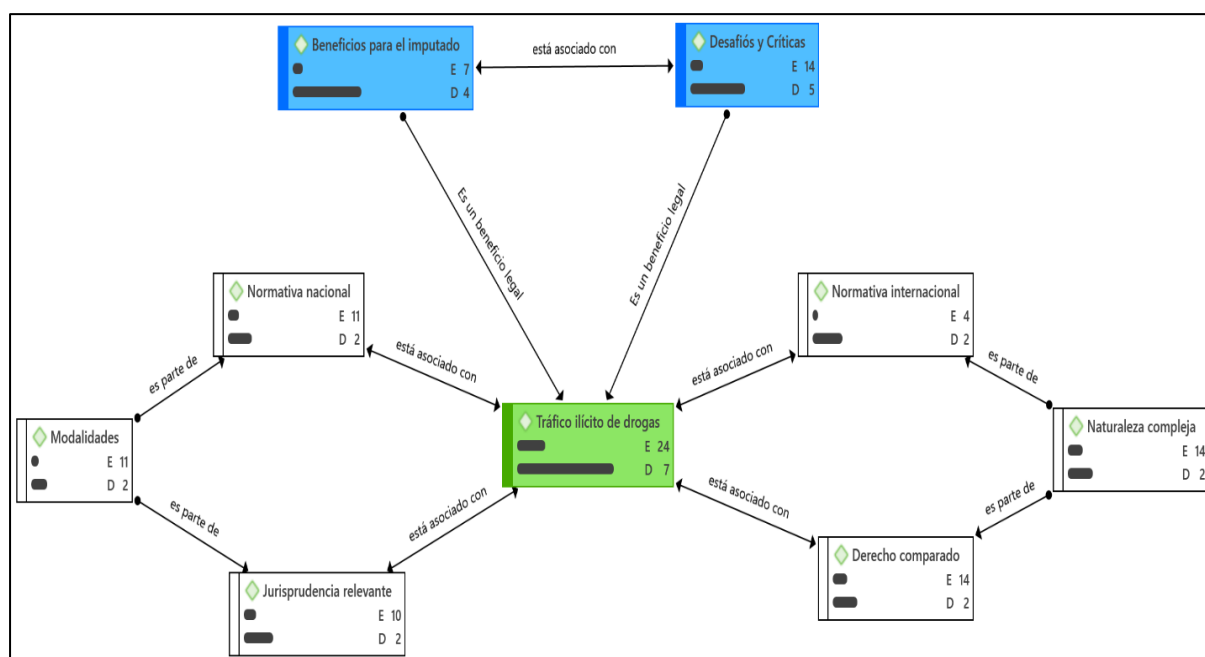 Beneficios para el imputado
E 7
D 4
está asociado con
Desafiós y Críticas
E 14
D 5
Es un beneficio legal
Es un beneficio legal
Normativa nacional
E 11
D 2
Normativa internacional
E 4
D 2
es parte de
está asociado con
está asociado con
es parte de
Modalidades
E 11
D 2
Tráfico ilícito de drogas
E 24
D 7
Naturaleza compleja
E 14
D 2
es parte de
está asociado con
está asociado con
es parte de
Jurisprudencia relevante
E 10
D 2
Derecho comparado
E 14
D 2